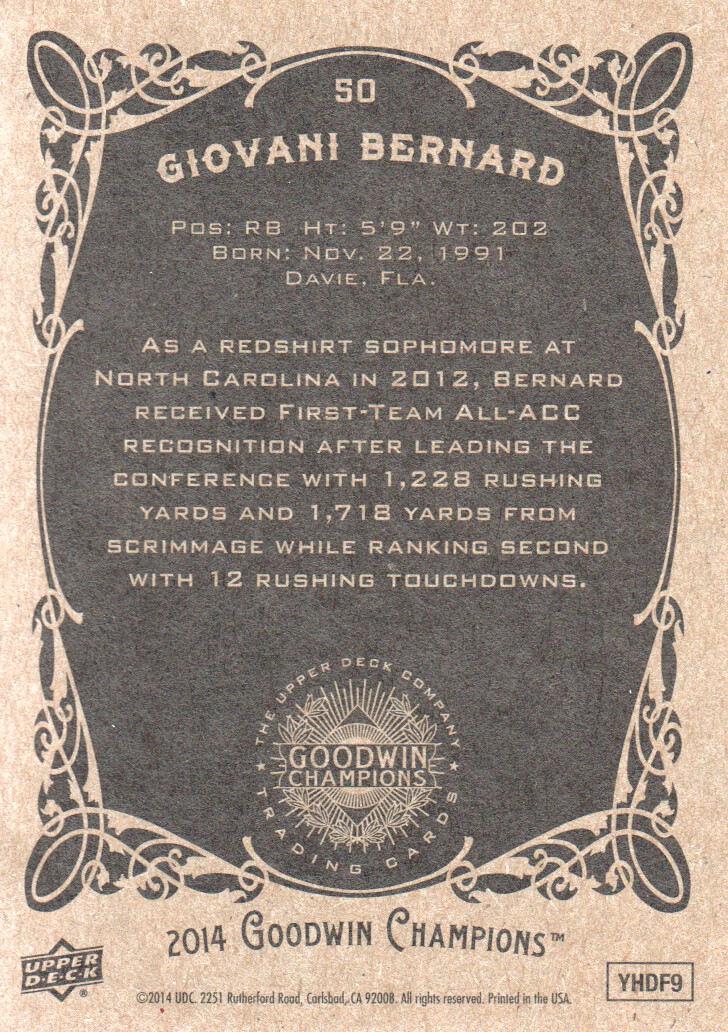 50
GIOVANI BERNARD
POS: RB HT: 5'9" WT: 202
BORN: NOV. 22, 1991
DAVIE, FLA.
AS A REDSHIRT SOPHOMORE AT
NORTH CAROLINA IN 2012, BERNARD
RECEIVED FIRST-TEAM ALL-ACC
RECOGNITION AFTER LEADING THE
CONFERENCE WITH 1,228 RUSHING
YARDS AND 1,718 YARDS FROM
SCRIMMAGE WHILE RANKING SECOND
WITH 12 RUSHING TOUCHDOWNS.
THE UPPER DECK COMPANY
GOODWIN
CHAMPIONS
★ TRADING CARDS ★
2014 GOODWIN CHAMPIONS™
UPPER
D·E·C·K®
©2014 UDC. 2251 Rutherford Road, Carlsbad, CA 92008. All rights reserved. Printed in the USA.
YHDF9